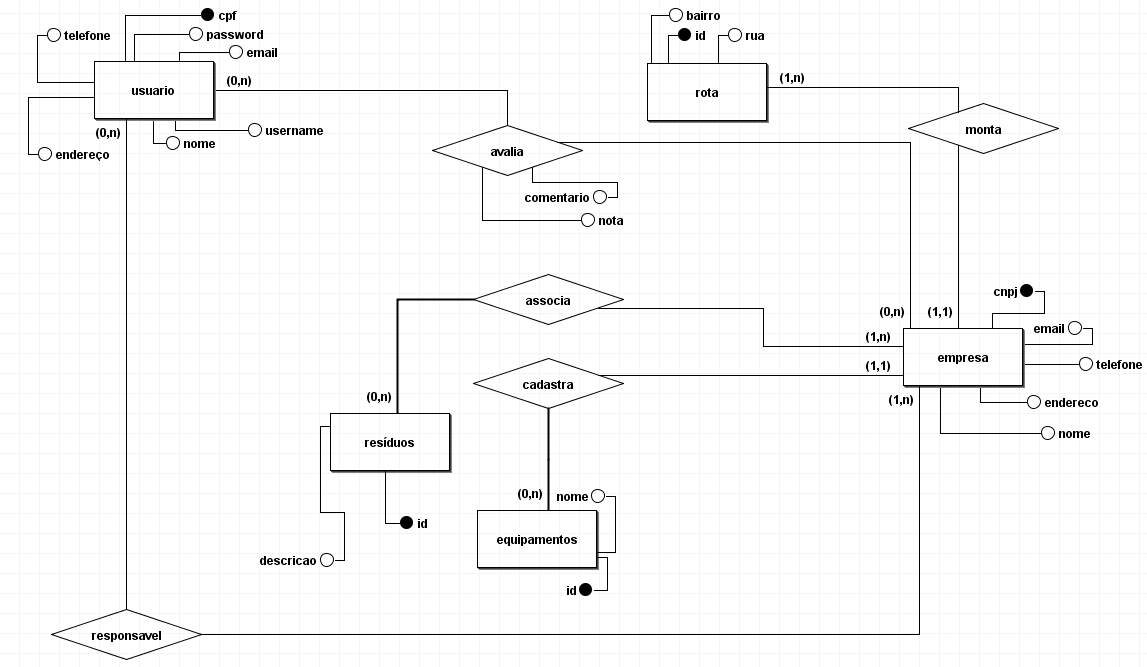 cpf
telefone
password
email
usuario
(0,n)
(0,n)
username
nome
endereço
bairro
id
rua
rota
(1,n)
monta
avalia
comentario
nota
associa
cadastra
(0,n)
(1,1)
(1,n)
(1,1)
(1,n)
cnpj
email
empresa
telefone
endereco
nome
(0,n)
resíduos
id
descricao
(0,n)
nome
equipamentos
id
responsavel